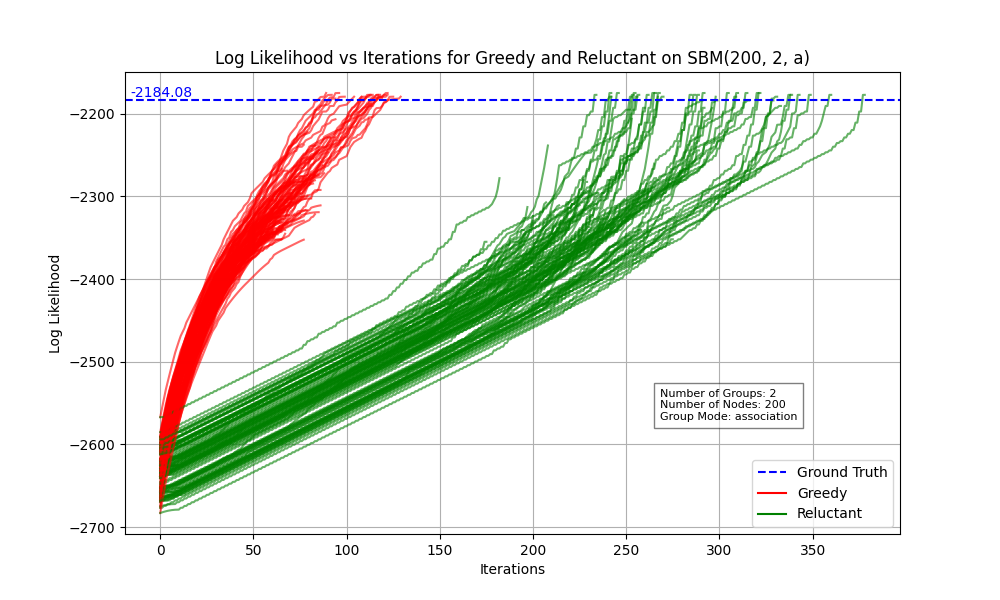 Log Likelihood vs Iterations for Greedy and Reluctant on SBM(200, 2, a)
-2184.08
−2200
−2300
−2400
−2500
−2600
−2700
Log Likelihood
Number of Groups: 2
Number of Nodes: 200
Group Mode: association
Ground Truth
Greedy
Reluctant
0 50 100 150 200 250 300 350
Iterations